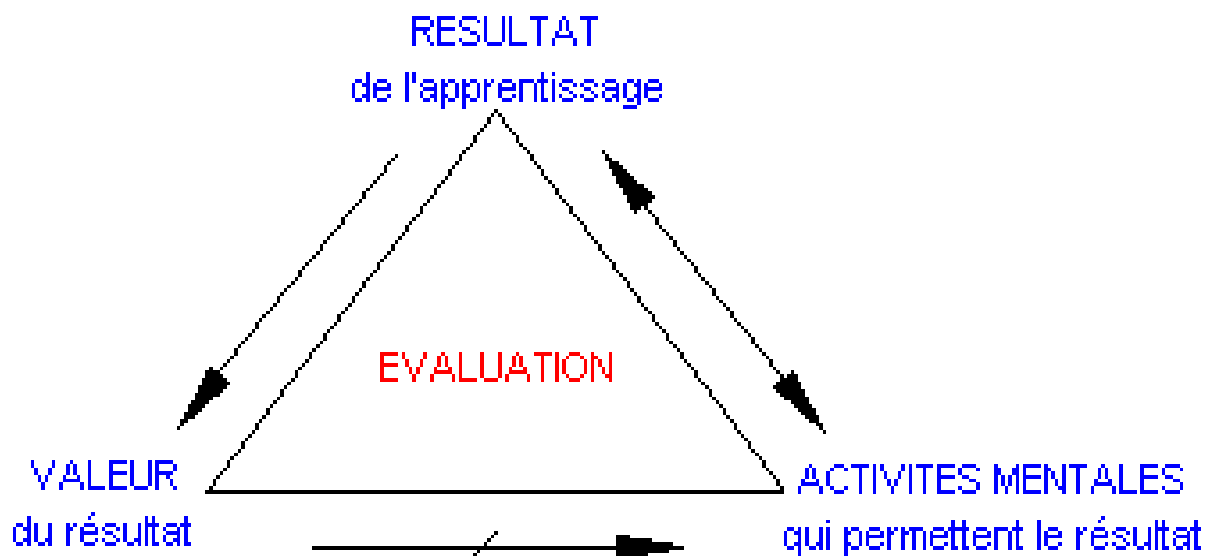 RESULTAT
de l'apprentissage
EVALUATION
VALEUR
du résultat
ACTIVITES MENTALES
qui permettent le résultat